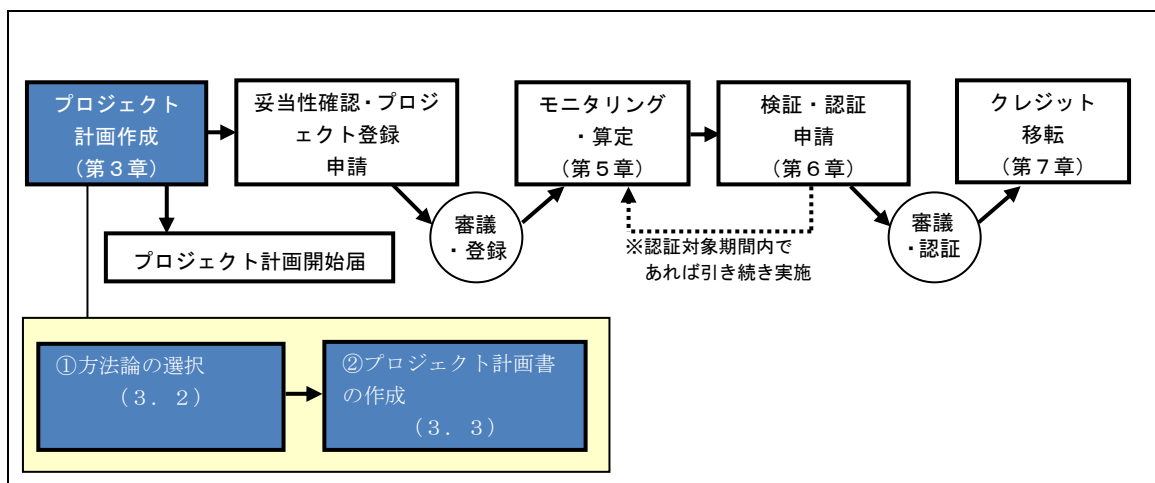 プロジェクト
計画作成
（第３章）
妥当性確認・プロジ
ェクト登録
申請
モニタリング
・算定
（第５章）
検証・認証
申請
（第６章）
クレジット
移転
（第７章）
審議
・登録
審議
・認証
プロジェクト計画開始届
※認証対象期間内で
あれば引き続き実施
①方法論の選択
（３．２）
②プロジェクト計画書
の作成
（３．３）